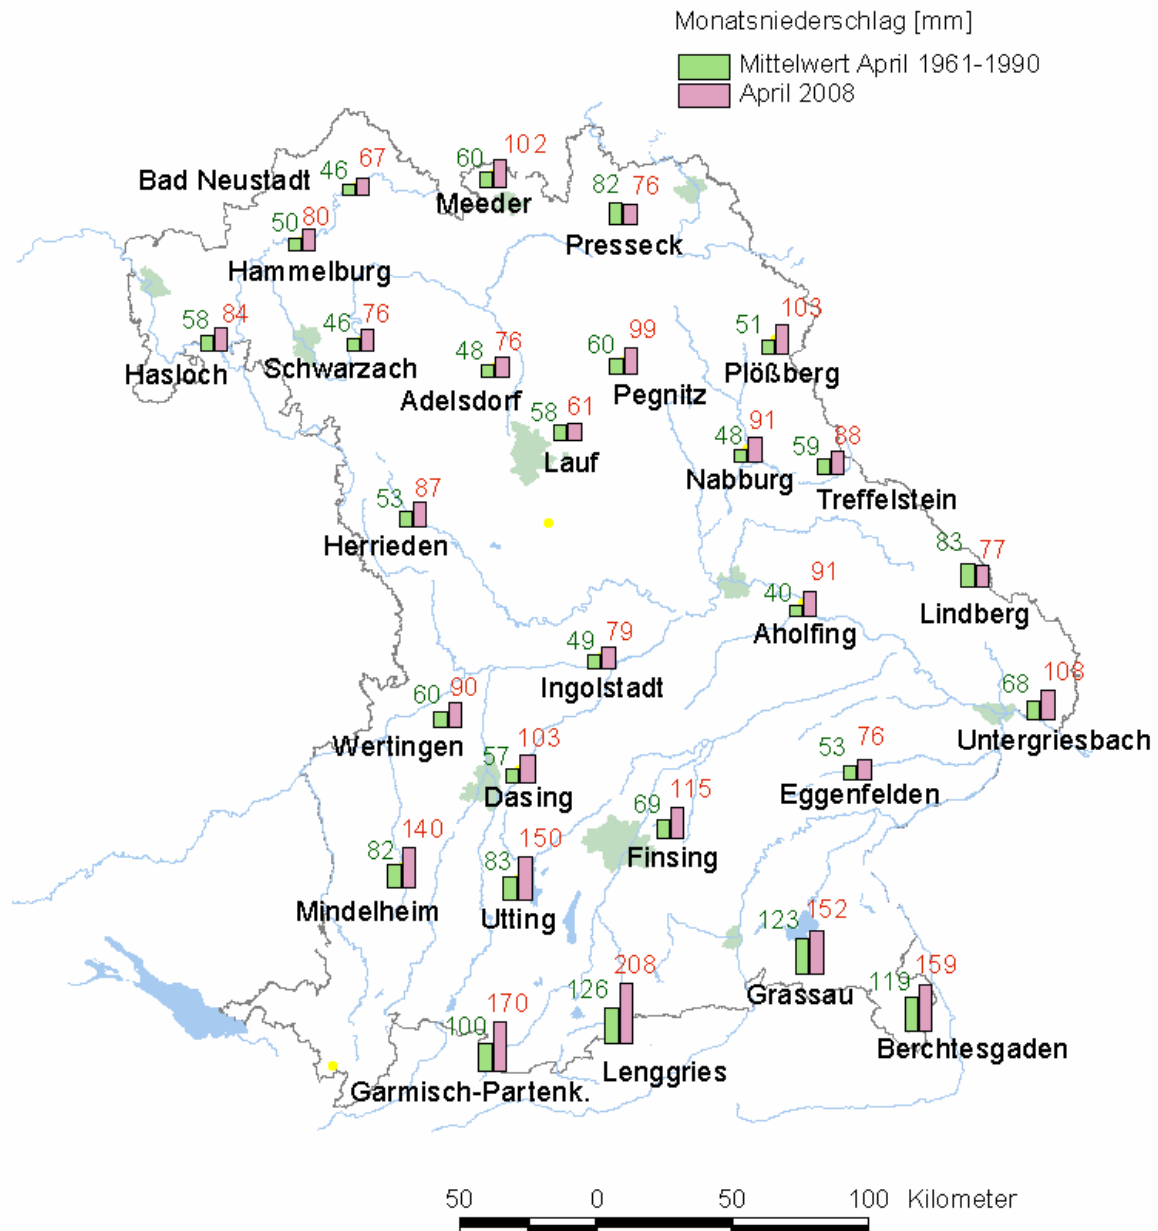 Monatsniederschlag [mm]
Mittelwert April 1961-1990
April 2008
60 102
46 67
Bad Neustadt
Meeder
82 76
Presseck
50 80
Hammelburg
58 84
Hasloch
46 76
Schwarzach
48 76
Adelsdorf
60 99
Pegnitz
51 103
Plößberg
58 61
Lauf
48 91
Nabburg
59 88
Treffelstein
53 87
Herrieden
83 77
Lindberg
40 91
Aholfing
49 79
Ingolstadt
68 108
Untergriesbach
60 90
Wertingen
57 103
Dasing
53 76
Eggenfelden
69 115
Finsing
82 140
Mindelheim
83 150
Utting
123 152
Grassau
119 159
Berchtesgaden
126 208
Lenggries
100 170
Garmisch-Partenk.
50 0 50 100 Kilometer